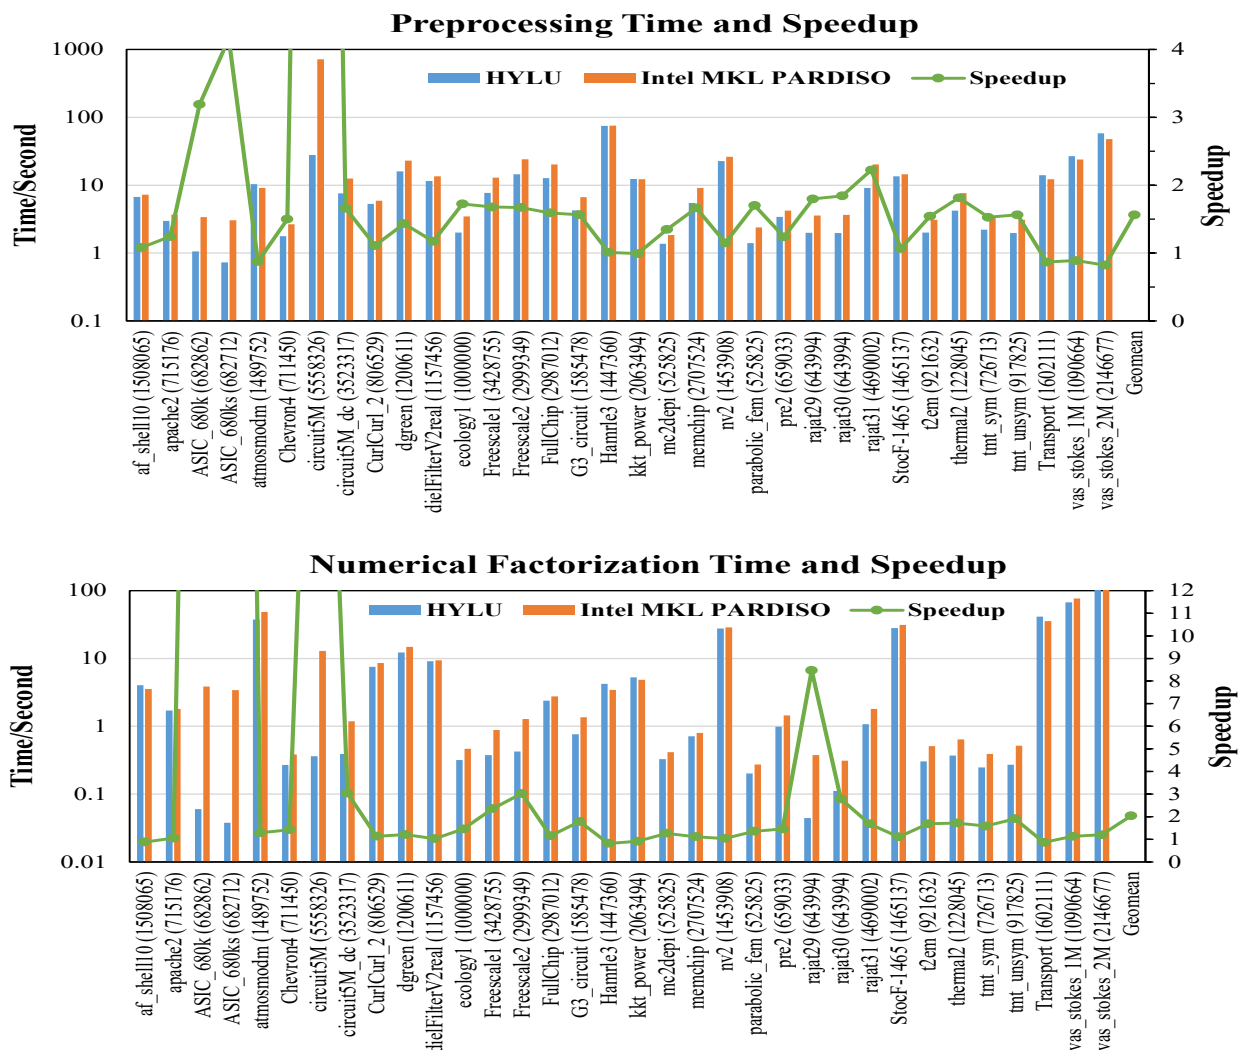 Preprocessing Time and Speedup
1000
100
10
1
0.1
Time/Second
HYLU
Intel MKL PARDISO
Speedup
4
3
2
1
0
Speedup
af_shell10 (1508065)
apache2 (715176)
ASIC_680k (682862)
ASIC_680ks (682712)
atmosmodm (1489752)
Chevron4 (711450)
circuit5M (5558326)
circuit5M_dc (3523317)
CurlCurl_2 (806529)
dgreen (1200611)
dielFilterV2real (1157456)
ecology1 (1000000)
Freescale1 (3428755)
Freescale2 (2999349)
FullChip (2987012)
G3_circuit (1585478)
Hamrle3 (1447360)
kkt_power (2063494)
mc2depi (525825)
memchip (2707524)
nv2 (1453908)
parabolic_fem (525825)
pre2 (659033)
rajat29 (643994)
rajat30 (643994)
rajat31 (4690002)
StocF-1465 (1465137)
t2em (921632)
thermal2 (1228045)
tmt_sym (726713)
tmt_unsym (917825)
Transport (1602111)
vas_stokes_1M (1090664)
vas_stokes_2M (2146677)
Geomean
Numerical Factorization Time and Speedup
100
10
1
0.1
0.01
Time/Second
HYLU
Intel MKL PARDISO
Speedup
12
11
10
9
8
7
6
5
4
3
2
1
0
Speedup
af_shell10 (1508065)
apache2 (715176)
ASIC_680k (682862)
ASIC_680ks (682712)
atmosmodm (1489752)
Chevron4 (711450)
circuit5M (5558326)
circuit5M_dc (3523317)
CurlCurl_2 (806529)
dgreen (1200611)
dielFilterV2real (1157456)
ecology1 (1000000)
Freescale1 (3428755)
Freescale2 (2999349)
FullChip (2987012)
G3_circuit (1585478)
Hamrle3 (1447360)
kkt_power (2063494)
mc2depi (525825)
memchip (2707524)
nv2 (1453908)
parabolic_fem (525825)
pre2 (659033)
rajat29 (643994)
rajat30 (643994)
rajat31 (4690002)
StocF-1465 (1465137)
t2em (921632)
thermal2 (1228045)
tmt_sym (726713)
tmt_unsym (917825)
Transport (1602111)
vas_stokes_1M (1090664)
vas_stokes_2M (2146677)
Geomean